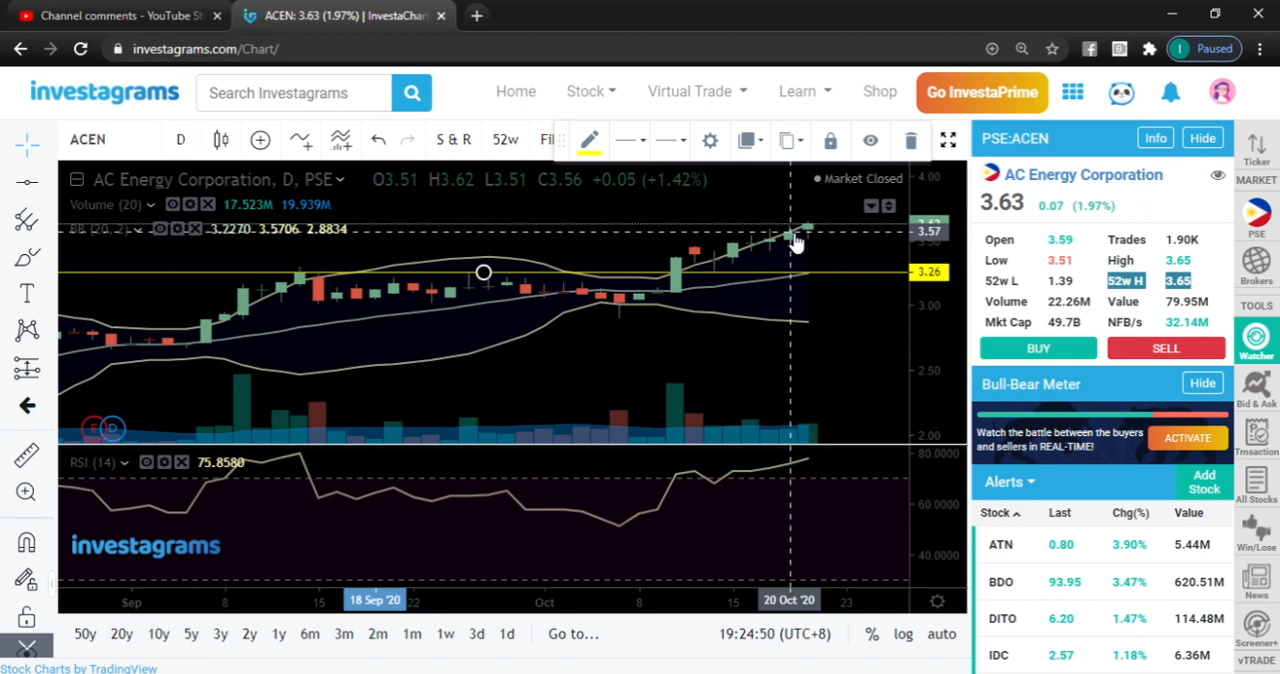 Channel comments - YouTube St
ACEN: 3.63 (1.97%) | InvestaChart
investagrams.com/Chart/
Paused
investagrams
Search Investagrams
Home
Stock
Virtual Trade
Learn
Shop
Go InvestaPrime
ACEN
D
S & R
52w
Fil
AC Energy Corporation, D, PSE
O3.51 H3.62 L3.51 C3.56 +0.05 (+1.42%)
Market Closed
Volume (20)
17.523M 19.939M
BB (20, 2)
3.2270 3.5706 2.8834
4.00
3.63
3.57
3.50
3.26
3.00
2.50
2.00
E D
RSI (14)
75.8580
80.0000
60.0000
40.0000
investagrams
Sep 8 15 18 Sep '20 22 Oct 8 15 20 Oct '20 23
50y 20y 10y 5y 3y 2y 1y 6m 3m 2m 1m 1w 3d 1d Go to...
19:24:50 (UTC+8) % log auto
Stock Charts by TradingView
PSE:ACEN Info Hide
AC Energy Corporation
3.63 0.07 (1.97%)
Open 3.59 Trades 1.90K
Low 3.51 High 3.65
52w L 1.39 52w H 3.65
Volume 22.26M Value 79.95M
Mkt Cap 49.7B NFB/s 32.14M
BUY SELL
Bull-Bear Meter Hide
Watch the battle between the buyers
and sellers in REAL-TIME!
ACTIVATE
Alerts
Add
Stock
Stock Last Chg(%) Value
ATN 0.80 3.90% 5.44M
BDO 93.95 3.47% 620.51M
DITO 6.20 1.47% 114.48M
IDC 2.57 1.18% 6.36M
Ticker
MARKET
PSE
Brokers
TOOLS
Watcher
Bid & Ask
Trnsaction
All Stocks
Win/Lose
News
Screener+
vTRADE